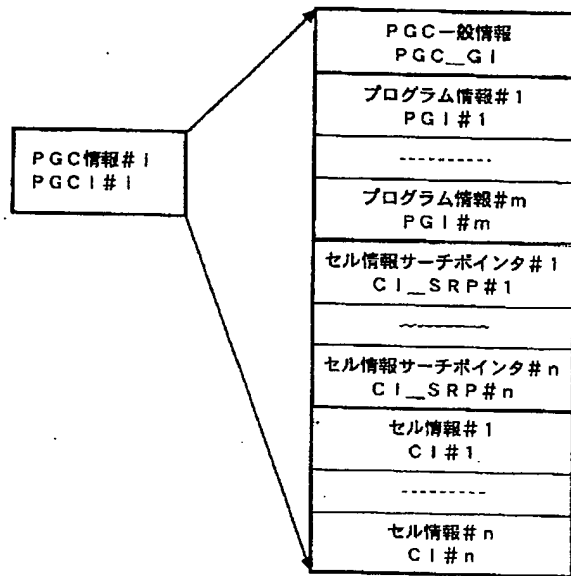 PGC情報#i
PGCI#i
PGC一般情報
PGC_GI
プログラム情報#1
PGI#1
----------
プログラム情報#m
PGI#m
セル情報サーチポインタ#1
CI_SRP#1
~~~~~~~~~~
セル情報サーチポインタ#n
CI_SRP#n
セル情報#1
CI#1
----------
セル情報#n
CI#n